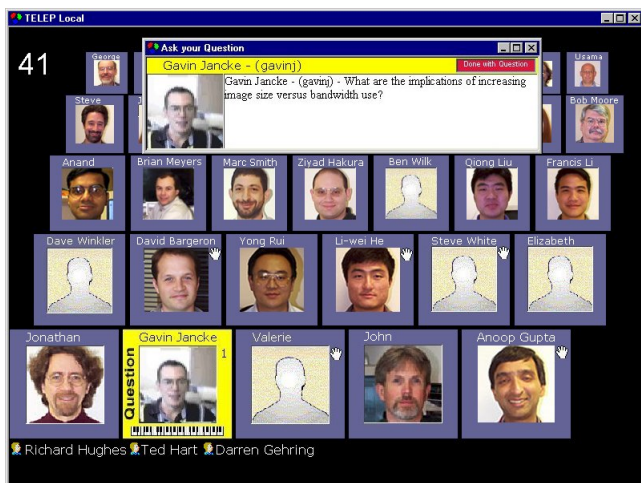 TELEP Local
41
George
Ask your Question
Gavin Jancke - (gavinj)
Done with Question
Gavin Jancke - (gavinj) - What are the implications of increasing
image size versus bandwidth use?
Usama
Steve
Bob Moore
Anand
Brian Meyers
Marc Smith
Ziyad Hakura
Ben Wilk
Qiong Liu
Francis Li
Dave Winkler
David Bargeron
Yong Rui
Li-wei He
Steve White
Elizabeth
Jonathan
Gavin Jancke
Question
1
Valerie
John
Anoop Gupta
Richard Hughes Ted Hart Darren Gehring